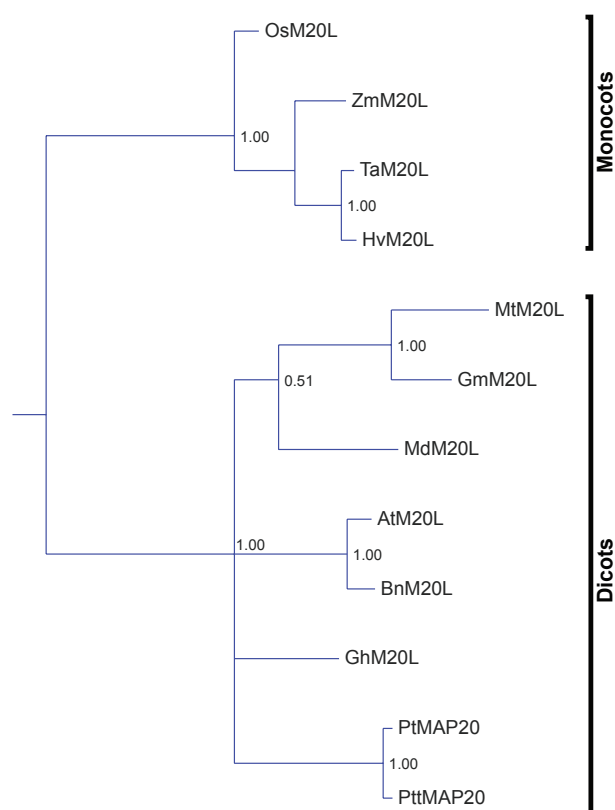 OsM20L
ZmM20L
1.00
TaM20L
1.00
HvM20L
Monocots
MtM20L
1.00
GmM20L
0.51
MdM20L
AtM20L
1.00
1.00
BnM20L
GhM20L
PtMAP20
1.00
PttMAP20
Dicots